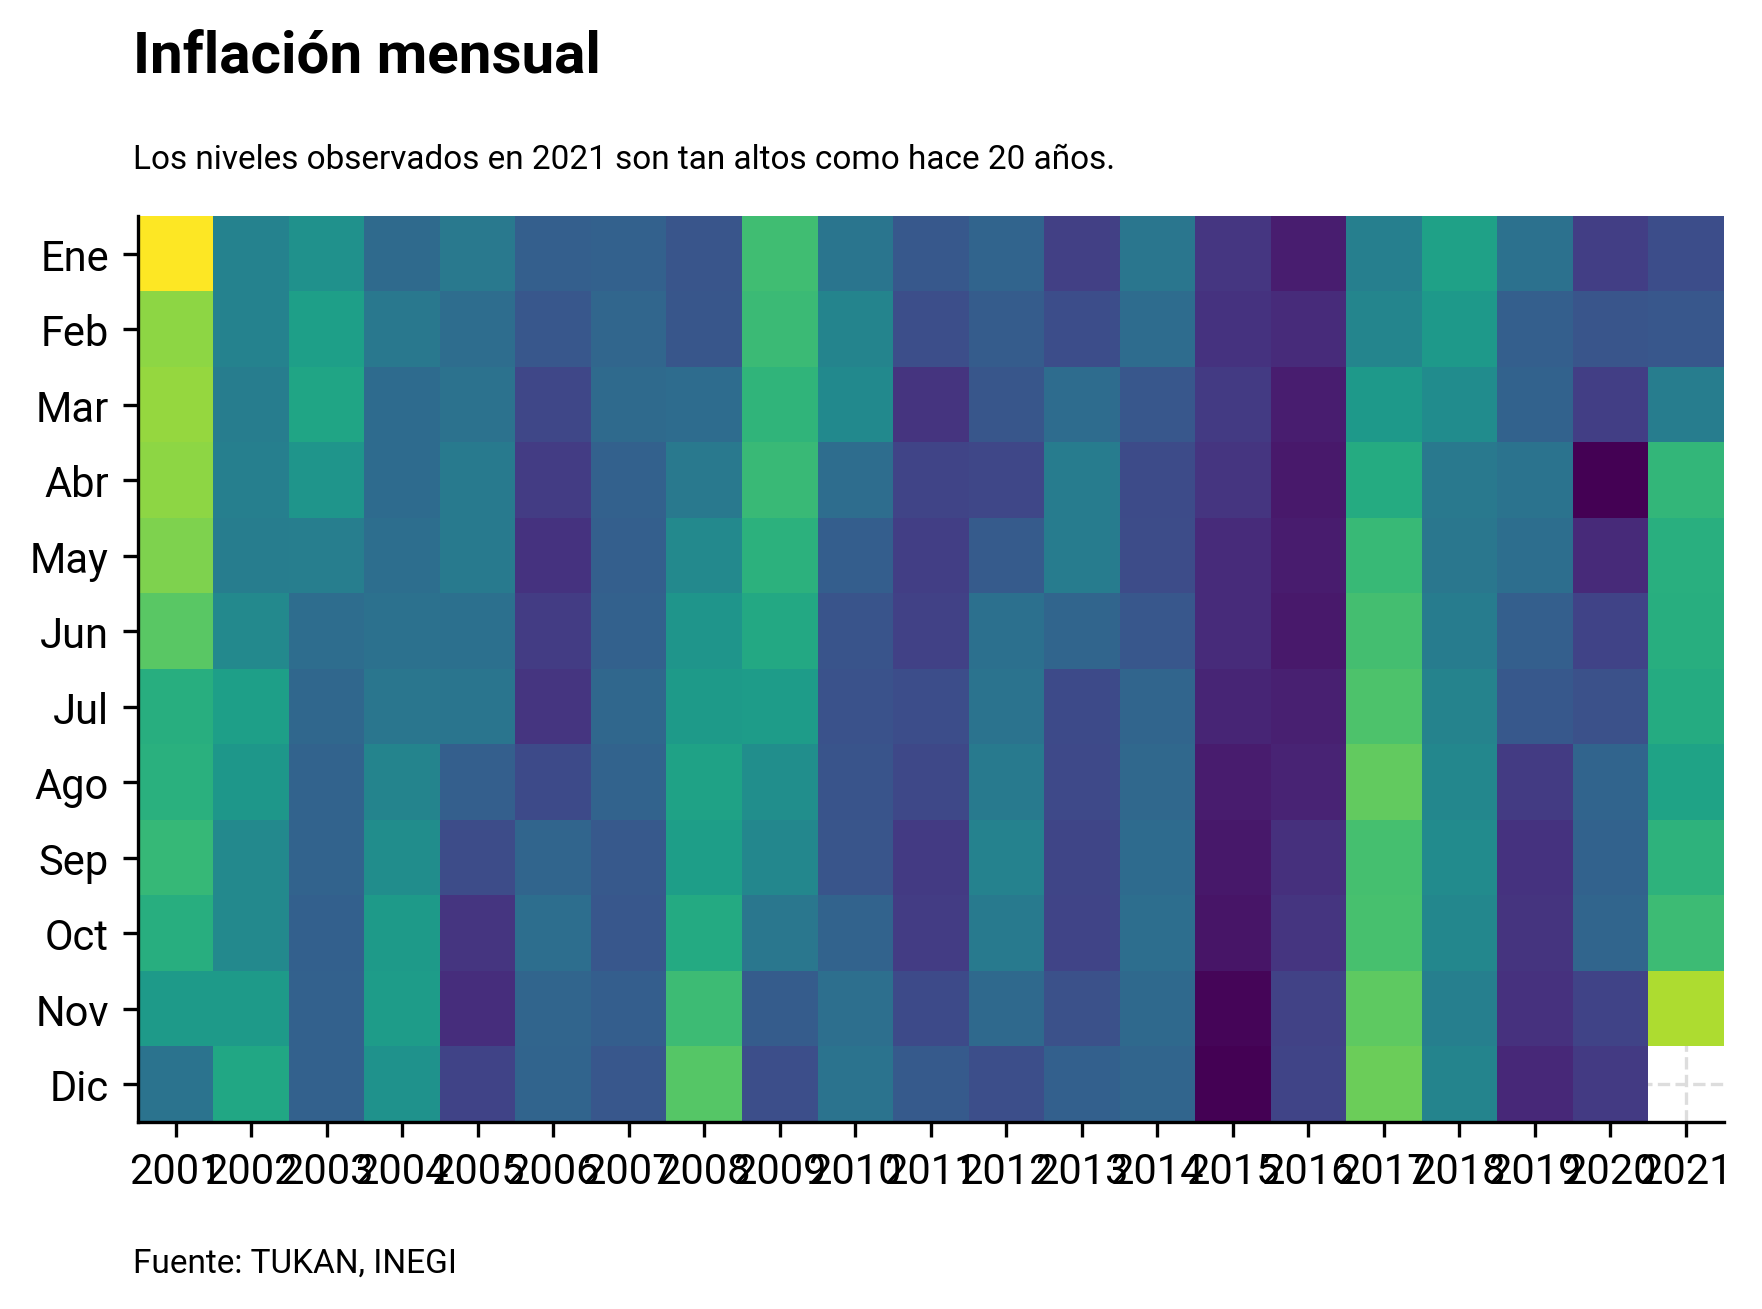 Inflación mensual
Los niveles observados en 2021 son tan altos como hace 20 años.
Ene
Feb
Mar
Abr
May
Jun
Jul
Ago
Sep
Oct
Nov
Dic
2001 2002 2003 2004 2005 2006 2007 2008 2009 2010 2011 2012 2013 2014 2015 2016 2017 2018 2019 2020 2021
Fuente: TUKAN, INEGI